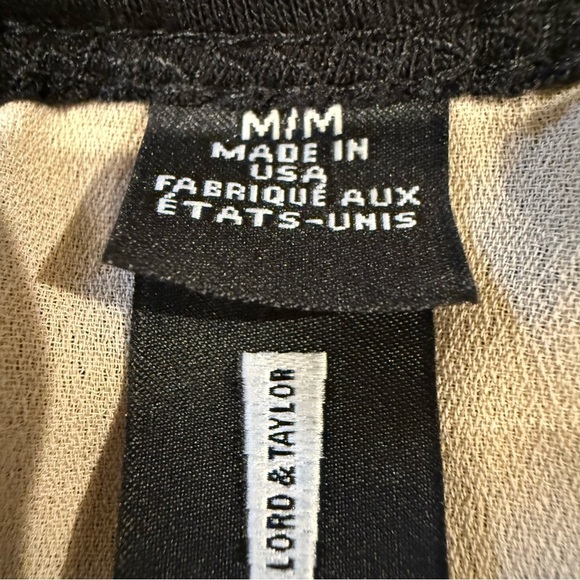 M/M
MADE IN
USA
FABRIQUÉ AUX
ÉTATS-UNIS
LORD & TAYLOR